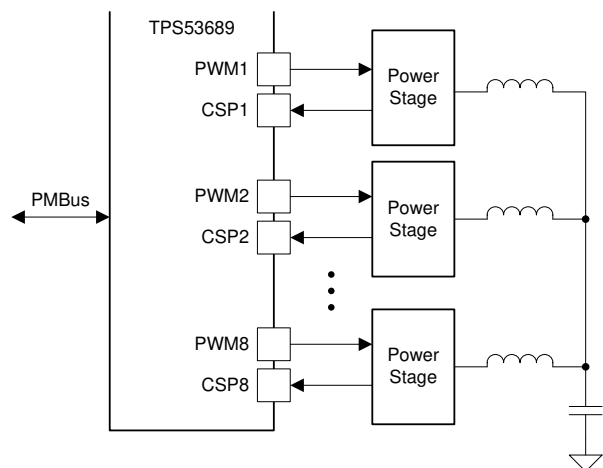 TPS53689
PWM1
CSP1
Power
Stage
PMBus
PWM2
CSP2
Power
Stage
PWM8
CSP8
Power
Stage